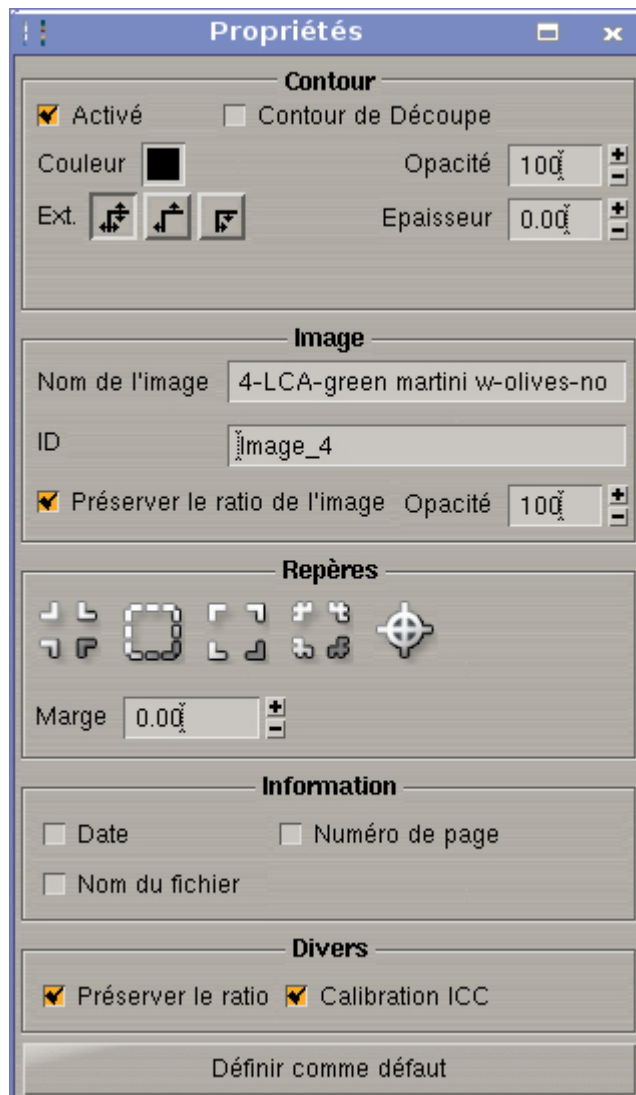 Propriétés
Contour
Activé Contour de Découpe
Couleur Opacité 100
Ext. Epaisseur 0.00
Image
Nom de l'image 4-LCA-green martini w-olives-no
ID Image_4
Préserver le ratio de l'image Opacité 100
Repères
Marge 0.00
Information
Date Numéro de page
Nom du fichier
Divers
Préserver le ratio Calibration ICC
Définir comme défaut